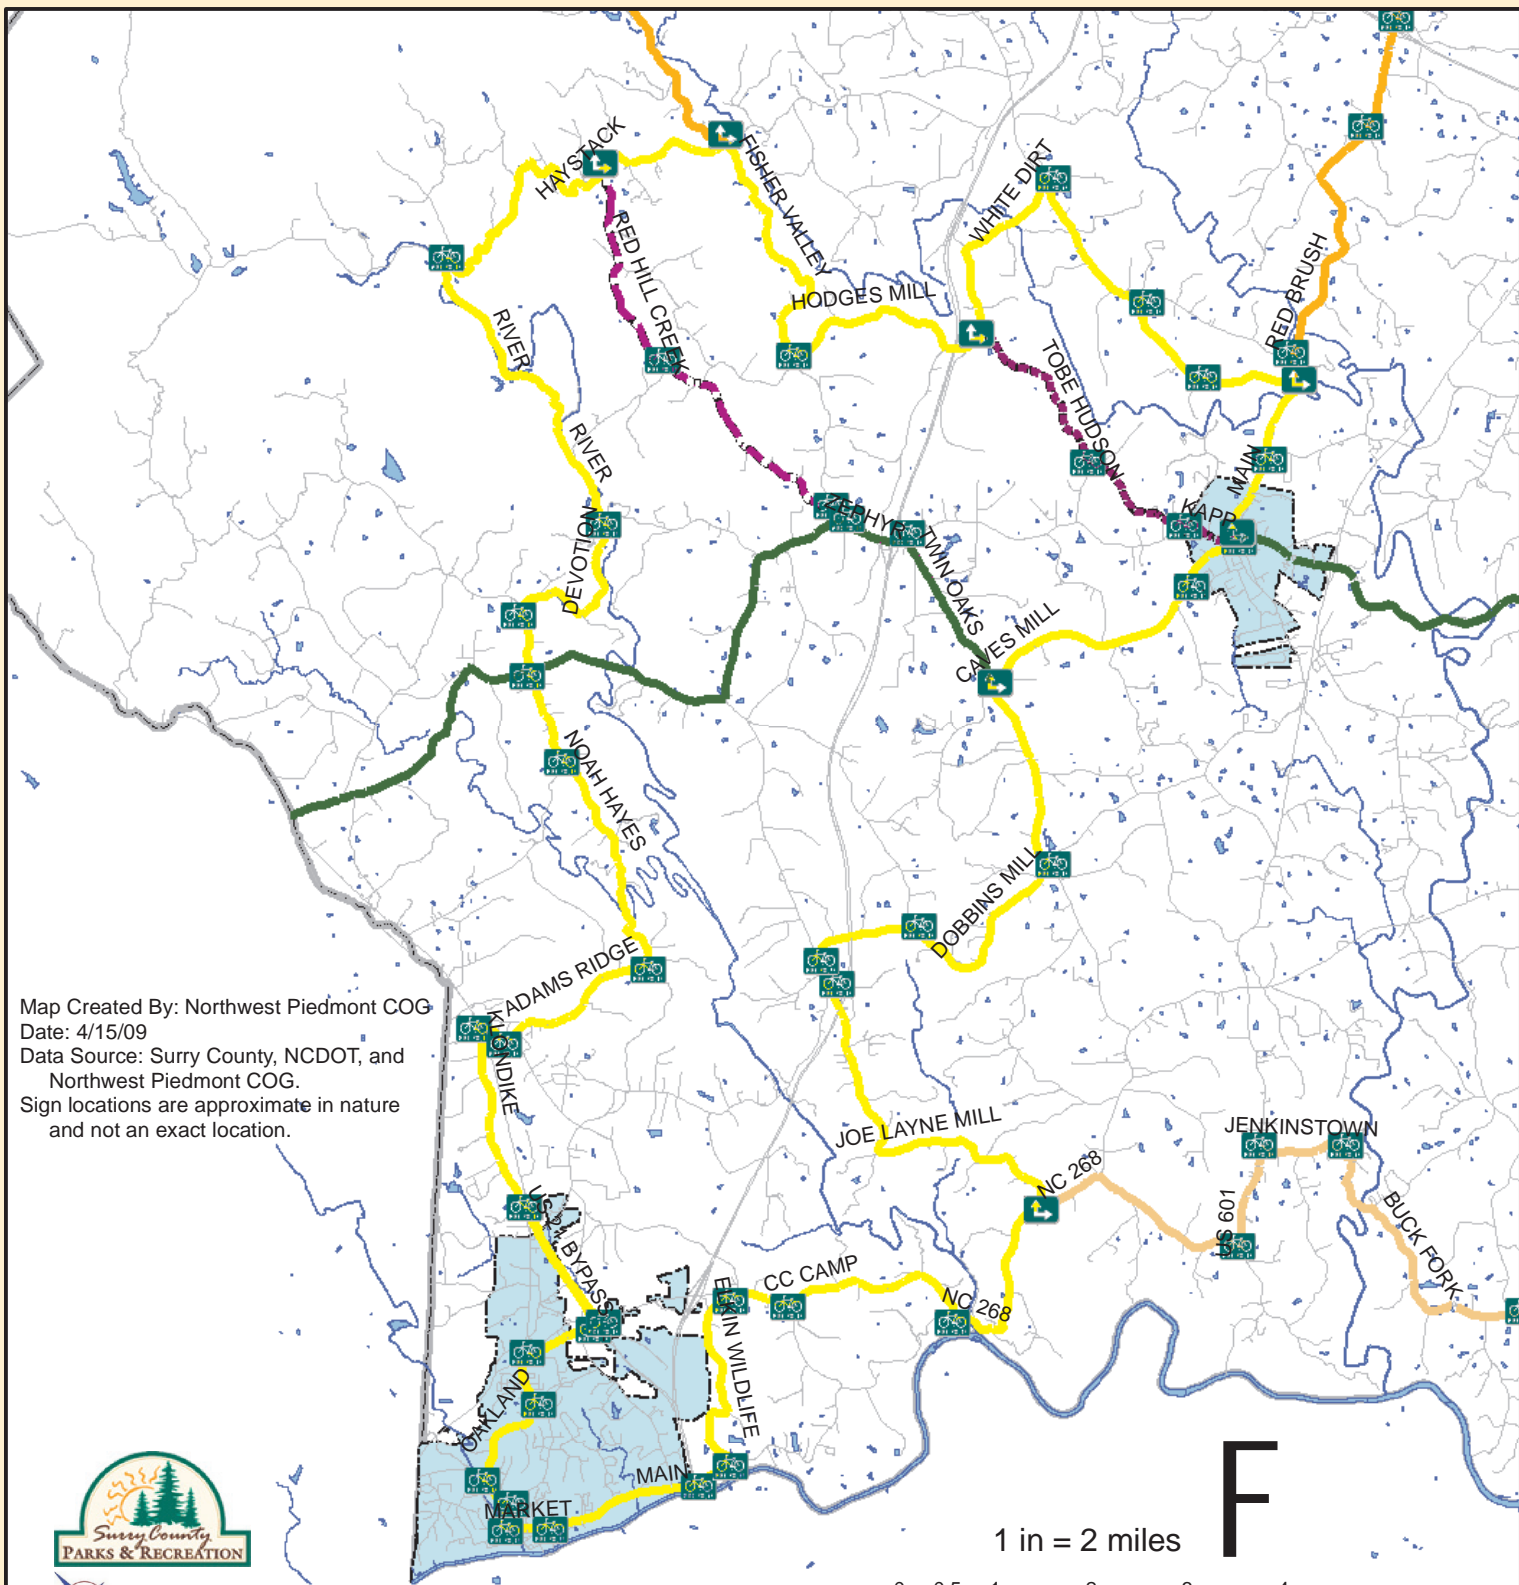 HAYSTACK
FISHER VALLEY
WHITE DIRT
RED HILL CREEK
RED BRUSH
HODGES MILL
RIVER
TOBE HUDSON
RIVER
MAIN
ZEPHYR
KAPP
DEVOTION
TWIN OAKS
CAVES MILL
NOAH HAYES
DOBBINS MILL
ADAMS RIDGE
Map Created By: Northwest Piedmont COG
Date: 4/15/09
Data Source: Surry County, NCDOT, and
Northwest Piedmont COG.
Sign locations are approximate in nature
and not an exact location.
KLONDIKE
JOE LAYNE MILL
JENKINSTOWN
NC 268
US 601
BUCK FORK
BYPASS
CC CAMP
NC 268
ELKIN WILDLIFE
OAKLAND
MAIN
MARKET
Surry County
PARKS & RECREATION
1 in = 2 miles
F